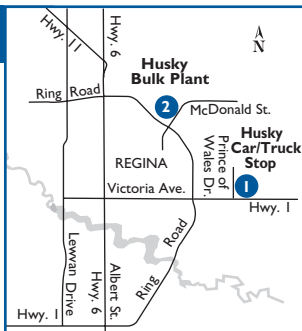 Hwy. 11
Hwy. 6
N
Husky
Bulk Plant
Ring Road
2
McDonald St.
Husky
Car/Truck
Stop
Prince of
Wales Dr.
REGINA
1
Victoria Ave.
Hwy. 1
Ring Road
Lewvan Drive
Hwy. 6
Albert St.
Hwy. 1